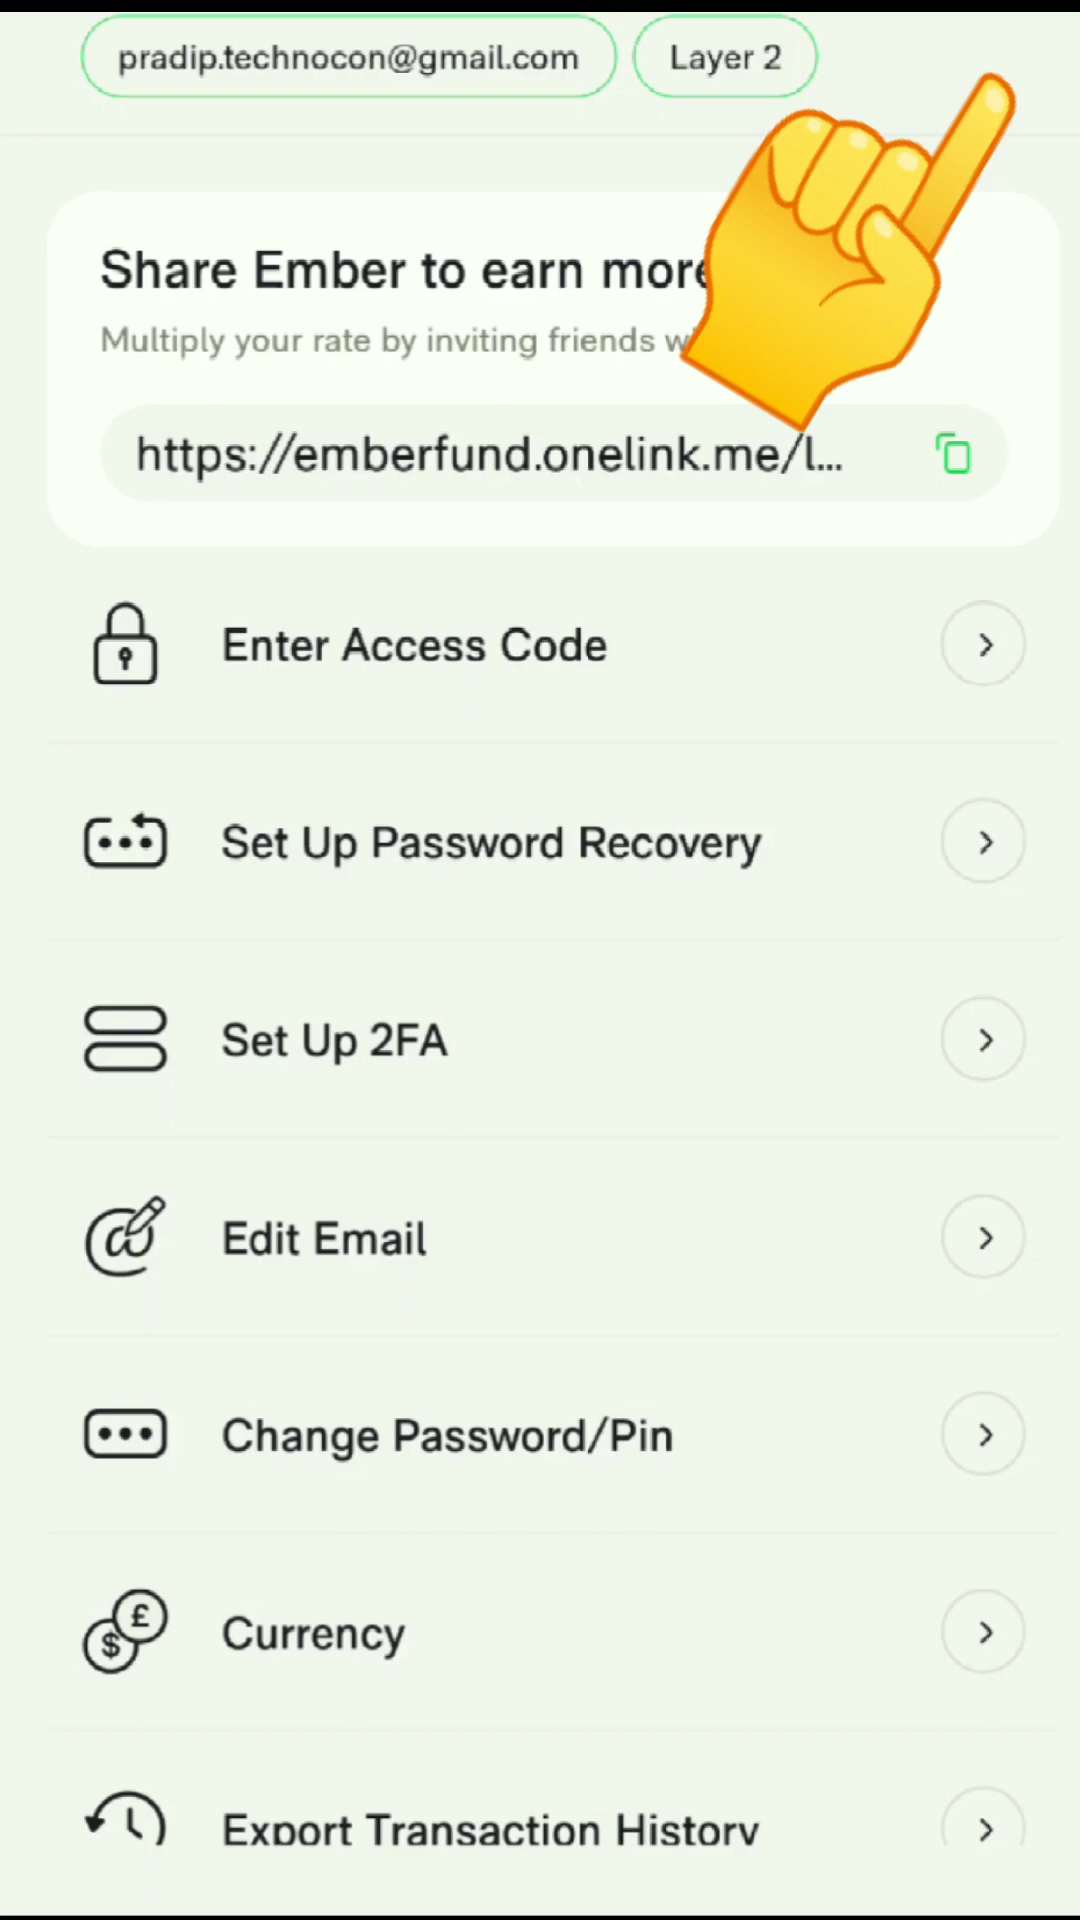 pradip.technocon@gmail.com Layer 2
Share Ember to earn more
Multiply your rate by inviting friends
https://emberfund.onelink.me/l...
Enter Access Code
Set Up Password Recovery
Set Up 2FA
Edit Email
Change Password/Pin
£
$
Currency
Export Transaction History